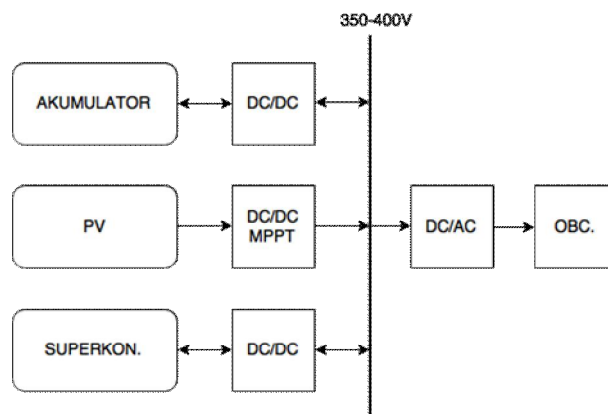 350-400V
AKUMULATOR
DC/DC
PV
DC/DC
MPPT
DC/AC
OBC.
SUPERKON.
DC/DC